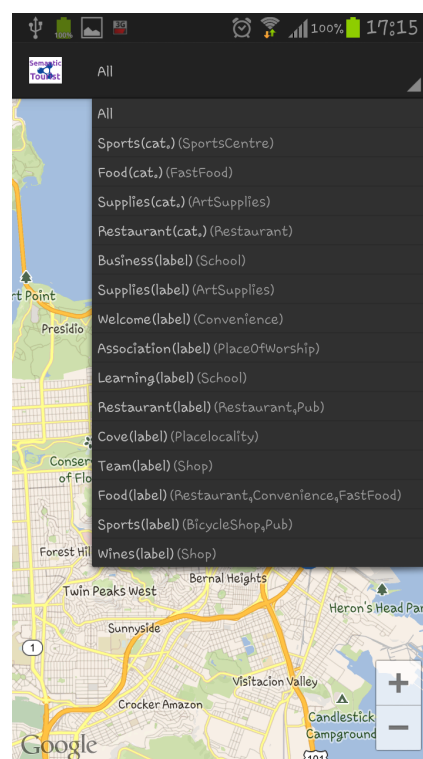 100%
3G
100% 17:15
Semantic
Tourist
All
All
Sports(cat.) (SportsCentre)
Food(cat.) (FastFood)
Supplies(cat.) (ArtSupplies)
Restaurant(cat.) (Restaurant)
Business(label) (School)
Supplies(label) (ArtSupplies)
Welcome(label) (Convenience)
Association(label) (PlaceOfWorship)
Learning(label) (School)
Restaurant(label) (Restaurant,Pub)
Cove(label) (Placelocality)
Team(label) (Shop)
Food(label) (Restaurant,Convenience,FastFood)
Sports(label) (BicycleShop,Pub)
Wines(label) (Shop)
rt Point
Presidio
Conser
of Flo
Forest Hil
Bernal Heights
Twin Peaks West
Heron's Head Par
Sunnyside
1
Visitacion Valley
Crocker Amazon
Candlestick
Campground
+
−
Google
101